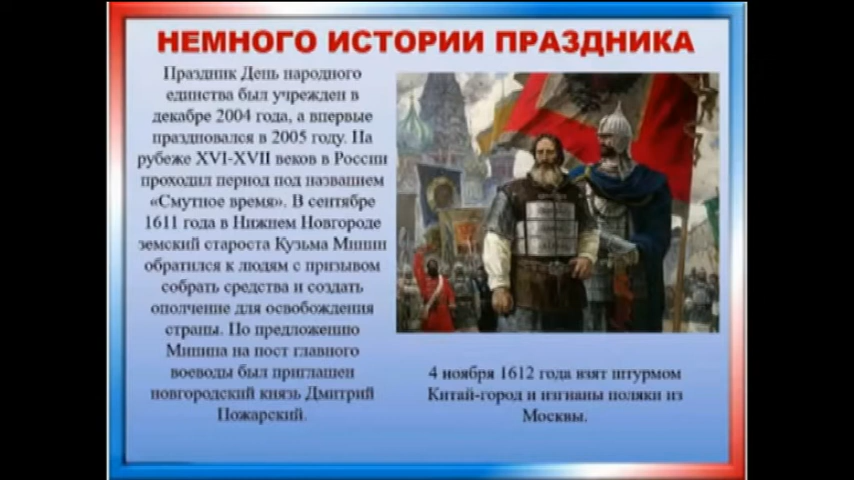 НЕМНОГО ИСТОРИИ ПРАЗДНИКА
Праздник День народного
единства был учрежден в
декабре 2004 года, а впервые
праздновался в 2005 году. На
рубеже XVI-XVII веков в России
проходил период под названием
«Смутное время». В сентябре
1611 года в Нижнем Новгороде
земский староста Кузьма Минин
обратился к людям с призывом
собрать средства и создать
ополчение для освобождения
страны. По предложению
Минина на пост главного
воеводы был приглашен
новгородский князь Дмитрий
Пожарский.
4 ноября 1612 года взят штурмом
Китай-город и изгнаны поляки из
Москвы.